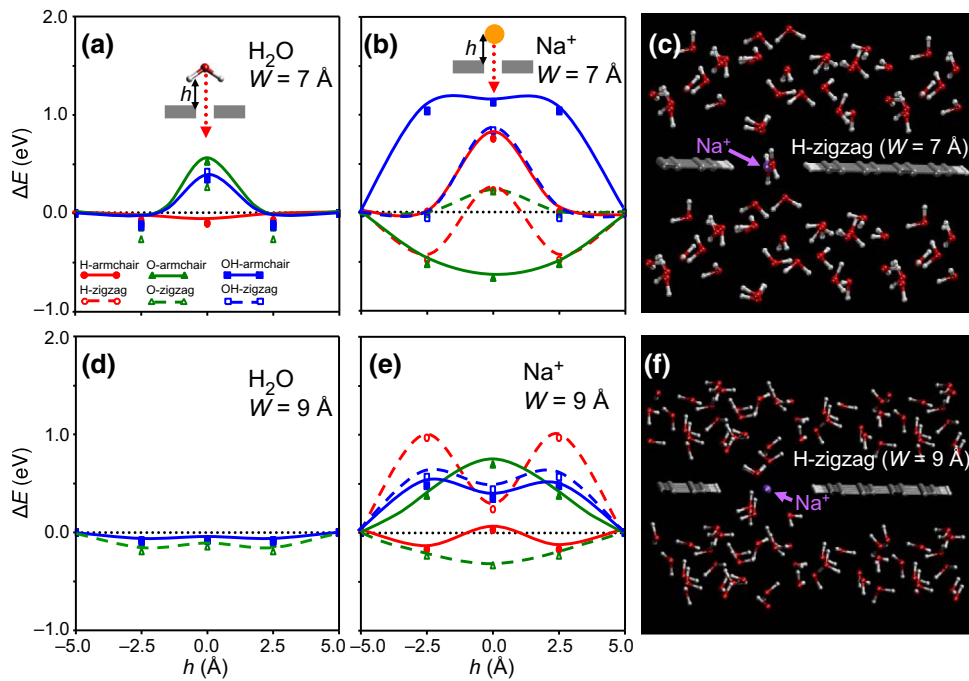 (a)
H₂O
W = 7 Å
h
2.0
1.0
0.0
−1.0
ΔE (eV)
H-armchair
O-armchair
OH-armchair
H-zigzag
O-zigzag
OH-zigzag
(b)
Na⁺
W = 7 Å
h
(c)
Na⁺
H-zigzag (W = 7 Å)
(d)
H₂O
W = 9 Å
2.0
1.0
0.0
−1.0
ΔE (eV)
−5.0 −2.5 0.0 2.5 5.0
h (Å)
(e)
Na⁺
W = 9 Å
−5.0 −2.5 0.0 2.5 5.0
h (Å)
(f)
H-zigzag (W = 9 Å)
Na⁺